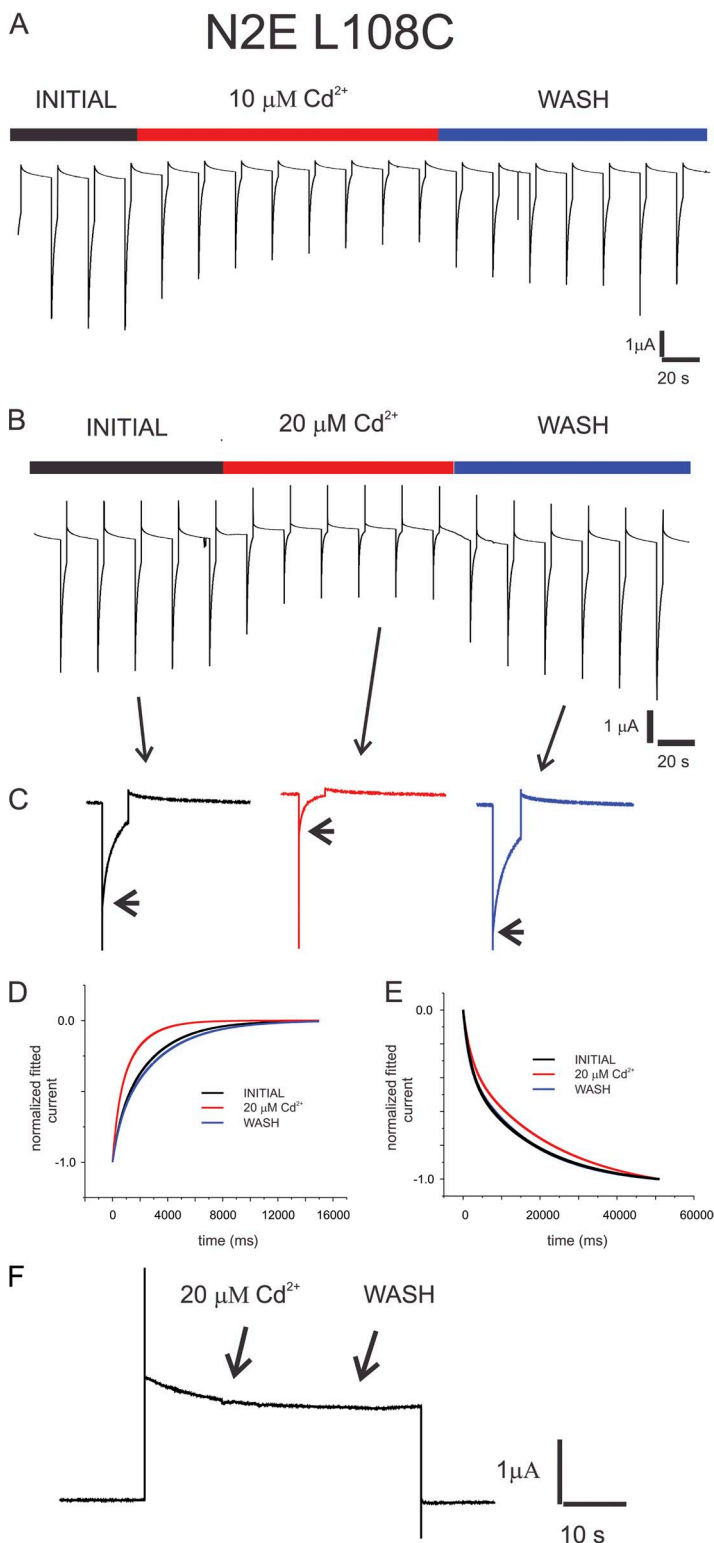 A
N2E L108C
INITIAL 10 μM Cd²⁺ WASH
1μA
20 s
B
INITIAL 20 μM Cd²⁺ WASH
1 μA
20 s
C
D
0.0
-1.0
normalized fitted
current
INITIAL
20 μM Cd²⁺
WASH
0 4000 8000 12000 16000
time (ms)
E
0.0
-1.0
normalized fitted
current
INITIAL
20 μM Cd²⁺
WASH
0 20000 40000 60000
time (ms)
F
20 μM Cd²⁺ WASH
1μA
10 s